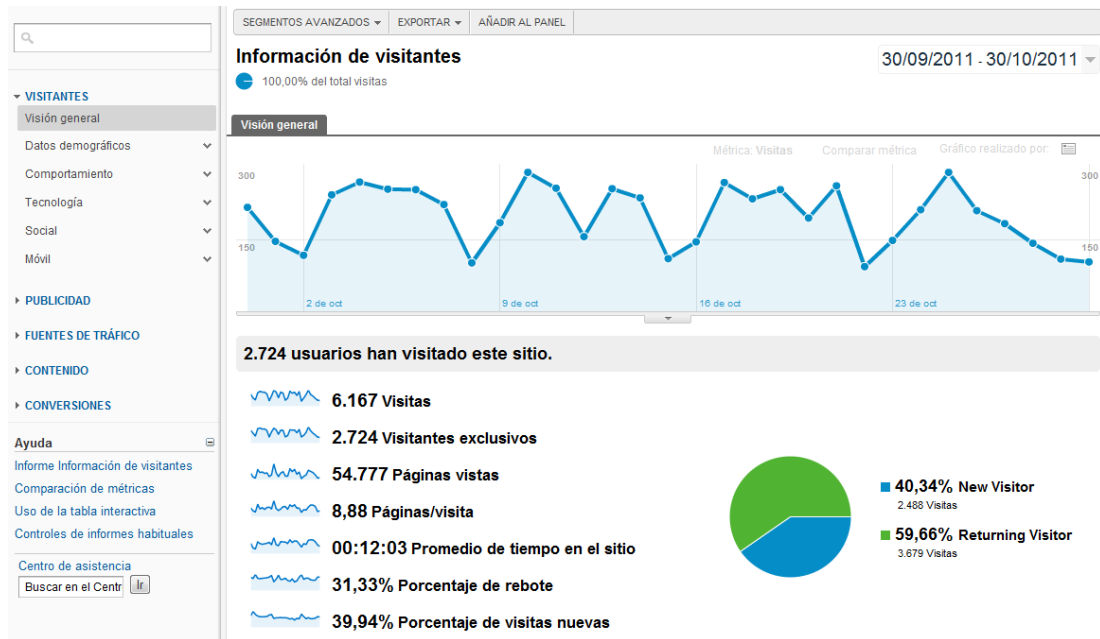 SEGMENTOS AVANZADOS EXPORTAR AÑADIR AL PANEL
Información de visitantes
30/09/2011 - 30/10/2011
100,00% del total visitas
VISITANTES
Visión general
Datos demográficos
Comportamiento
Tecnología
Social
Móvil
PUBLICIDAD
FUENTES DE TRÁFICO
CONTENIDO
CONVERSIONES
Ayuda
Informe Información de visitantes
Comparación de métricas
Uso de la tabla interactiva
Controles de informes habituales
Centro de asistencia
Buscar en el Centr Ir
Visión general
Métrica: Visitas Comparar métrica Gráfico realizado por:
300 300
150 150
2 de oct 9 de oct 16 de oct 23 de oct
2.724 usuarios han visitado este sitio.
6.167 Visitas
2.724 Visitantes exclusivos
54.777 Páginas vistas
8,88 Páginas/visita
00:12:03 Promedio de tiempo en el sitio
31,33% Porcentaje de rebote
39,94% Porcentaje de visitas nuevas
40,34% New Visitor
2.488 Visitas
59,66% Returning Visitor
3.679 Visitas